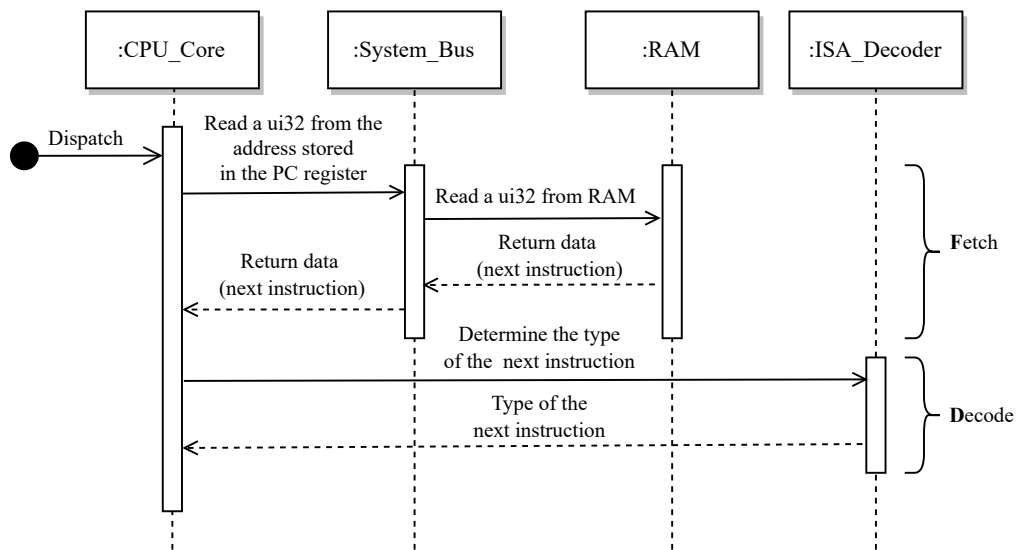 :CPU_Core
:System_Bus
:RAM
:ISA_Decoder
Dispatch
Read a ui32 from the
address stored
in the PC register
Read a ui32 from RAM
Return data
(next instruction)
Return data
(next instruction)
Fetch
Determine the type
of the next instruction
Type of the
next instruction
Decode